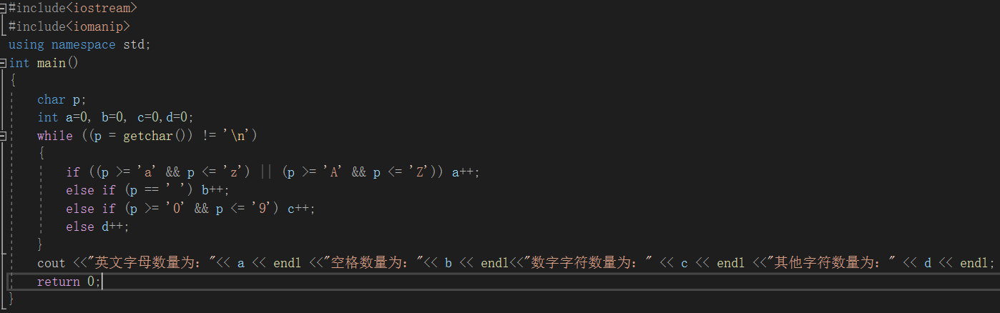 #include<iostream>
#include<iomanip>
using namespace std;
int main()
{
char p;
int a=0, b=0, c=0,d=0;
while ((p = getchar()) != '\n')
{
if ((p >= 'a' && p <= 'z') || (p >= 'A' && p <= 'Z')) a++;
else if (p == ' ') b++;
else if (p >= '0' && p <= '9') c++;
else d++;
}
cout <<"英文字母数量为："<< a << endl <<"空格数量为："<< b << endl<<"数字字符数量为：" << c << endl <<"其他字符数量为：" << d << endl;
return 0;
}